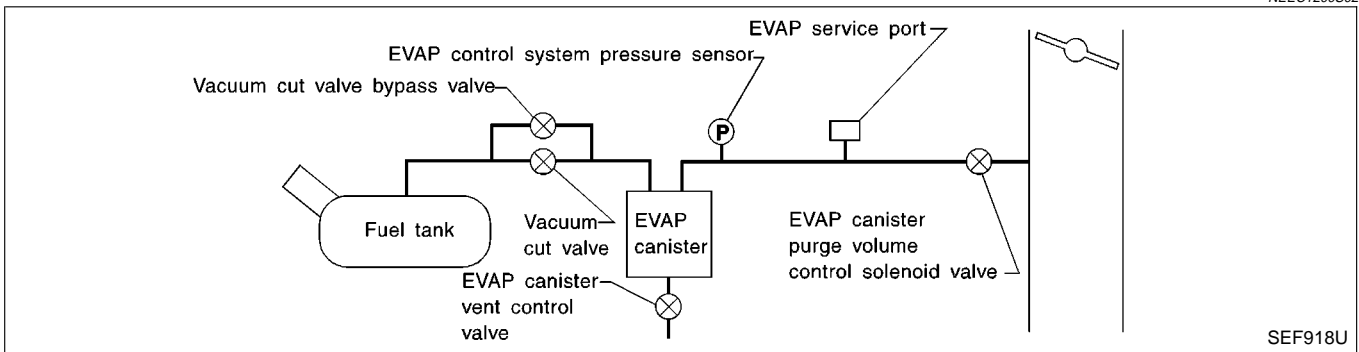 EVAP service port
EVAP control system pressure sensor
Vacuum cut valve bypass valve
P
Fuel tank
Vacuum
cut valve
EVAP
canister
EVAP canister
purge volume
control solenoid valve
EVAP canister
vent control
valve
SEF918U